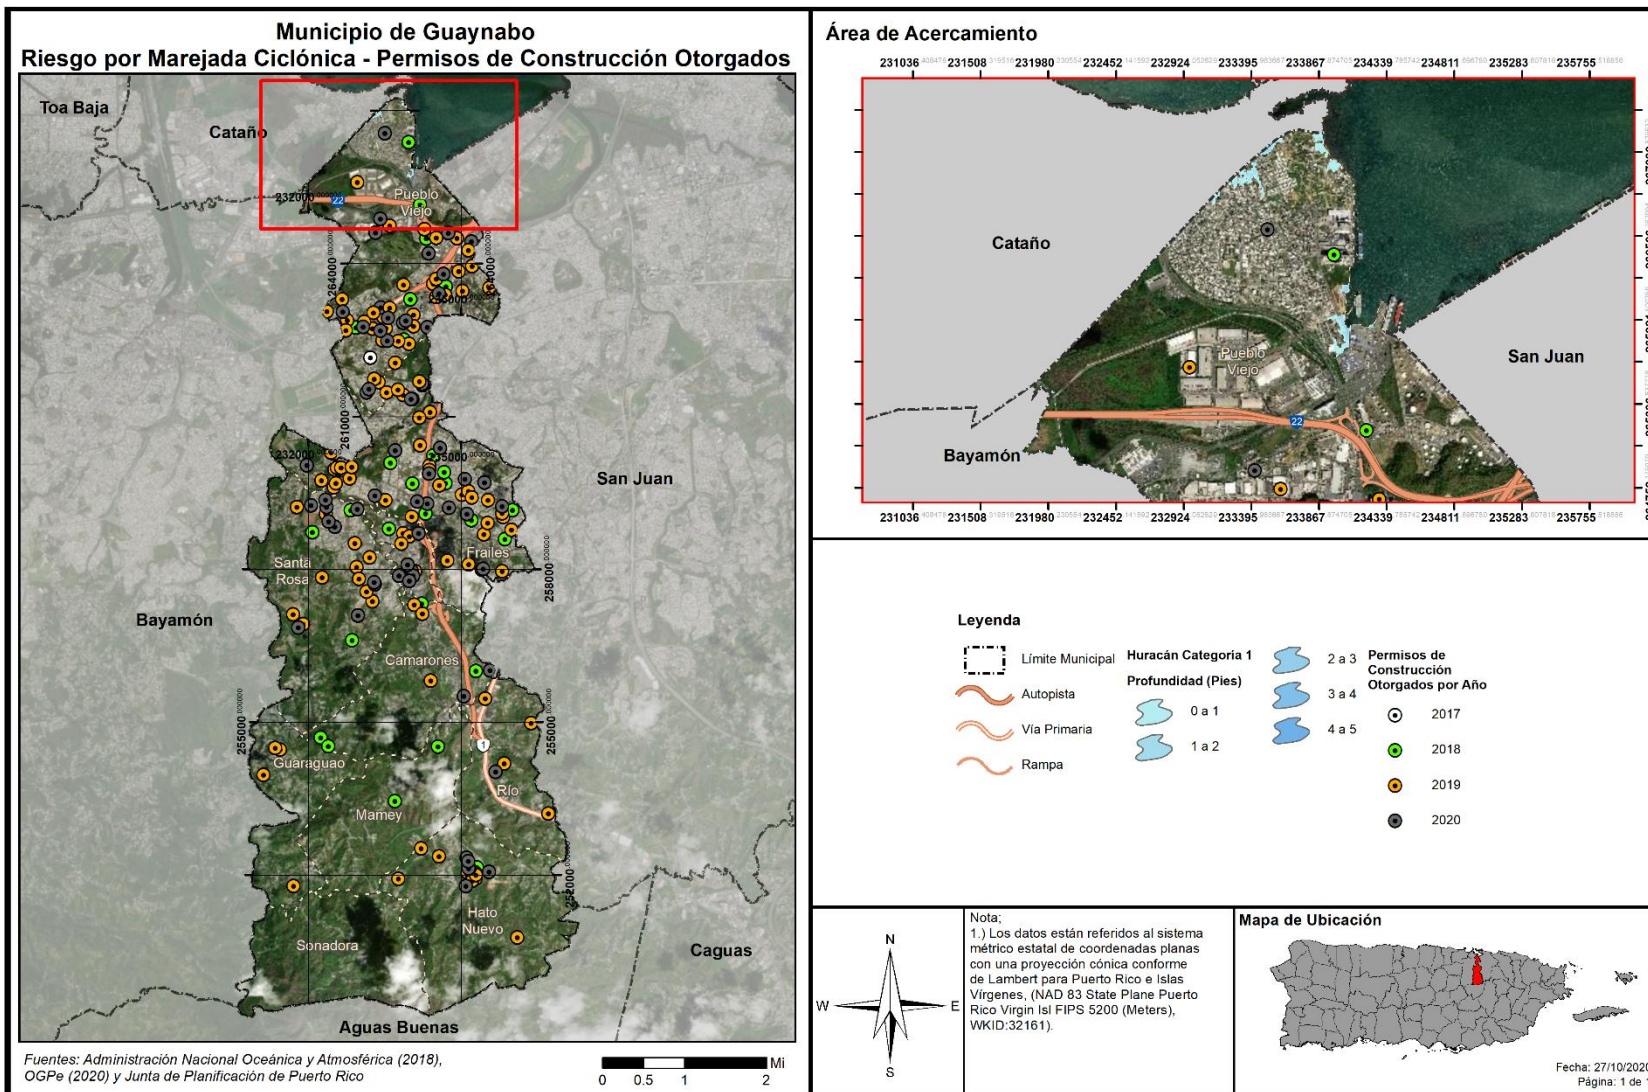 Municipio de Guaynabo
Riesgo por Marejada Ciclónica - Permisos de Construcción Otorgados
Toa Baja
Cataño
Pueblo
Viejo
22
232000
264000
264000
236000
261000
232000
235000
San Juan
Santa
Rosa
Frailes
258000
Bayamón
Camarones
255000
255000
1
Guaraguao
Río
Mamey
252000
Hato
Nuevo
Sonadora
Caguas
Aguas Buenas
Fuentes: Administración Nacional Oceánica y Atmosférica (2018),
OGPe (2020) y Junta de Planificación de Puerto Rico
Mi
0 0.5 1 2
Área de Acercamiento
231036 231508 231980 232452 232924 233395 233867 234339 234811 235283 235755
Cataño
San Juan
Pueblo
Viejo
22
Bayamón
231036 231508 231980 232452 232924 233395 233867 234339 234811 235283 235755
Leyenda
Límite Municipal
Autopista
Vía Primaria
Rampa
Huracán Categoría 1
Profundidad (Pies)
0 a 1
1 a 2
2 a 3
3 a 4
4 a 5
Permisos de
Construcción
Otorgados por Año
2017
2018
2019
2020
N
W E
S
Nota;
1.) Los datos están referidos al sistema
métrico estatal de coordenadas planas
con una proyección cónica conforme
de Lambert para Puerto Rico e Islas
Vírgenes, (NAD 83 State Plane Puerto
Rico Virgin Isl FIPS 5200 (Meters),
WKID:32161).
Mapa de Ubicación
Fecha: 27/10/2020
Página: 1 de